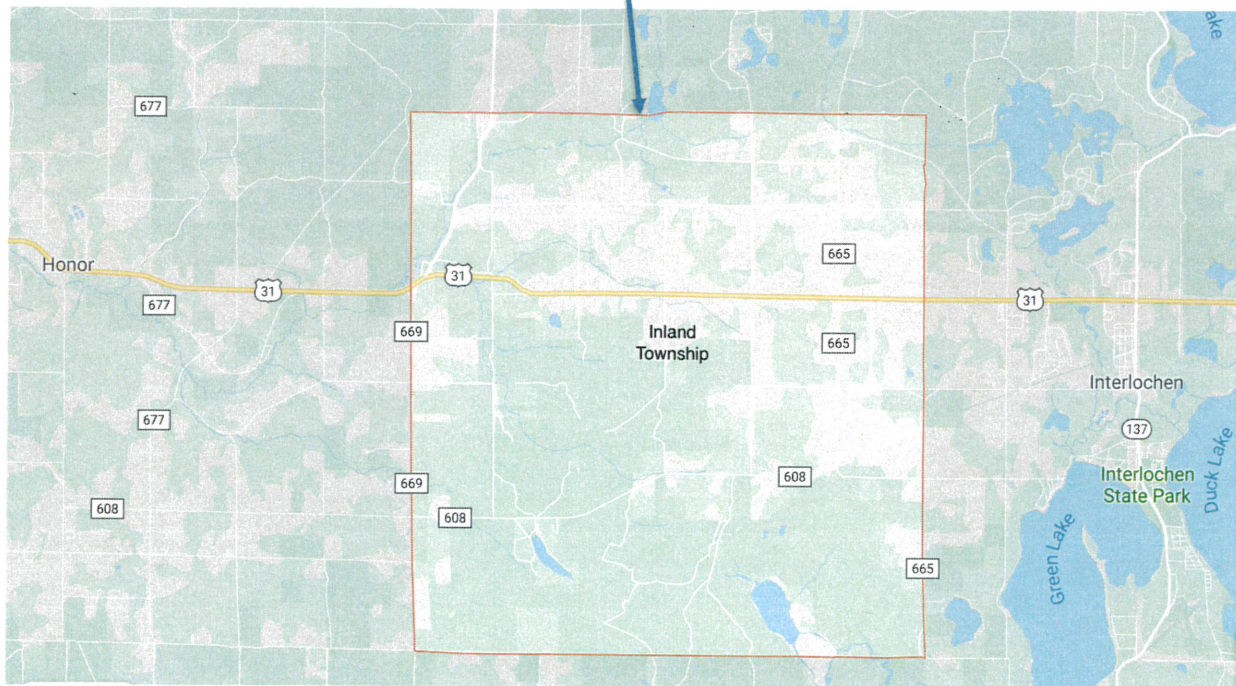 ake
677
665
Honor
31
31
677
31
669
Inland
Township
665
Interlochen
677
137
669
608
Interlochen
State Park
Duck Lake
608
608
Green Lake
665